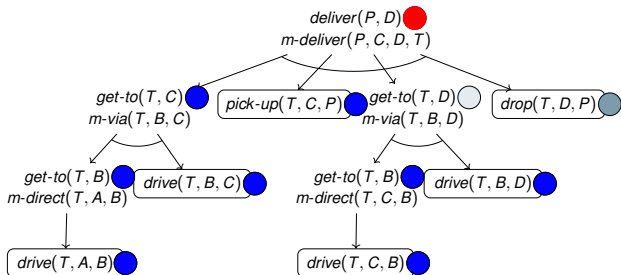 deliver(P, D)
m-deliver(P, C, D, T)
get-to(T, C)
m-via(T, B, C)
pick-up(T, C, P)
get-to(T, D)
m-via(T, B, D)
drop(T, D, P)
get-to(T, B)
m-direct(T, A, B)
drive(T, B, C)
get-to(T, B)
m-direct(T, C, B)
drive(T, B, D)
drive(T, A, B)
drive(T, C, B)